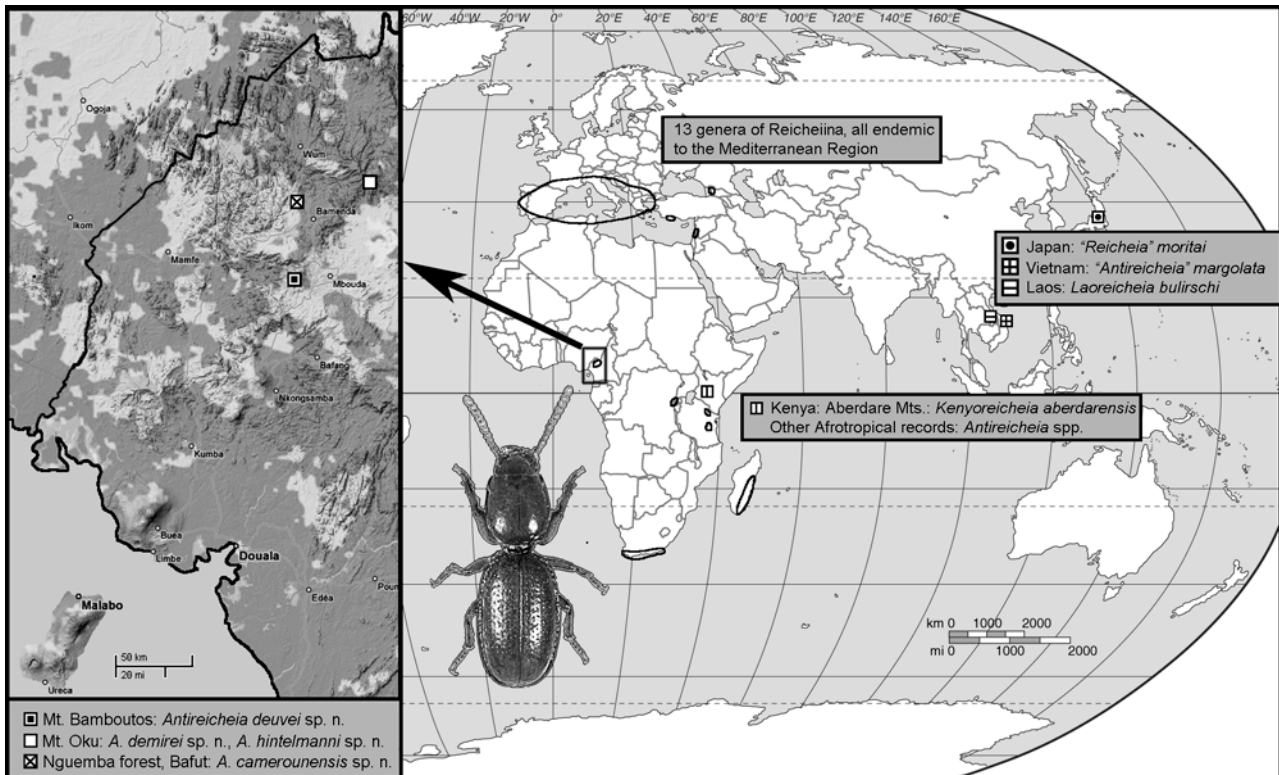 60°W 40°W 20°W 0° 20°E 40°E 60°E 80°E 100°E 120°E 140°E 160°E
Ogoja
Wum
Bamenda
Ikom
Mamfe
Mbouda
Bafang
Nkongsamba
Kumba
Buea
Limbe
Douala
Edéa
Poun
Malabo
Ureca
50 km
20 mi
Mt. Bamboutos: Antireicheia deuvei sp. n.
Mt. Oku: A. demirei sp. n., A. hintelmanni sp. n.
Nguemba forest, Bafut: A. camerounensis sp. n.
13 genera of Reicheiina, all endemic
to the Mediterranean Region
Japan: "Reicheia" moritai
Vietnam: "Antireicheia" margolata
Laos: Laoreicheia bulirschi
Kenya: Aberdare Mts.: Kenyoreicheia aberdarensis
Other Afrotropical records: Antireicheia spp.
km 0 1000 2000
mi 0 1000 2000